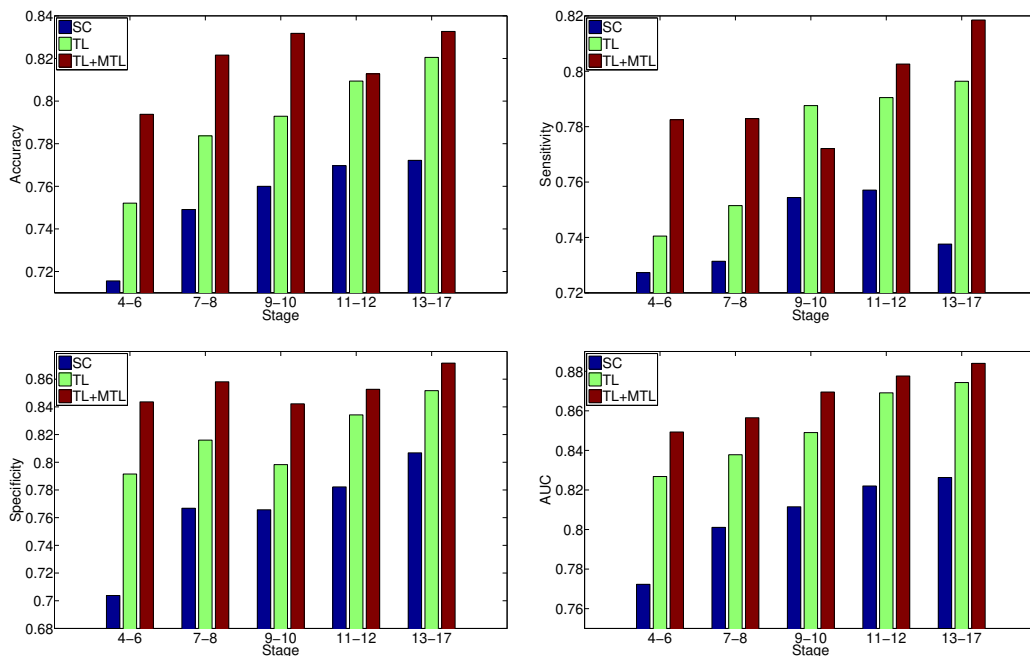 0.84
0.82
0.8
0.78
0.76
0.74
0.72
Accuracy
SC
TL
TL+MTL
4−6 7−8 9−10 11−12 13−17
Stage
0.82
0.8
0.78
0.76
0.74
0.72
Sensitivity
SC
TL
TL+MTL
4−6 7−8 9−10 11−12 13−17
Stage
0.86
0.84
0.82
0.8
0.78
0.76
0.74
0.72
0.7
0.68
Specificity
SC
TL
TL+MTL
4−6 7−8 9−10 11−12 13−17
Stage
0.88
0.86
0.84
0.82
0.8
0.78
0.76
AUC
SC
TL
TL+MTL
4−6 7−8 9−10 11−12 13−17
Stage